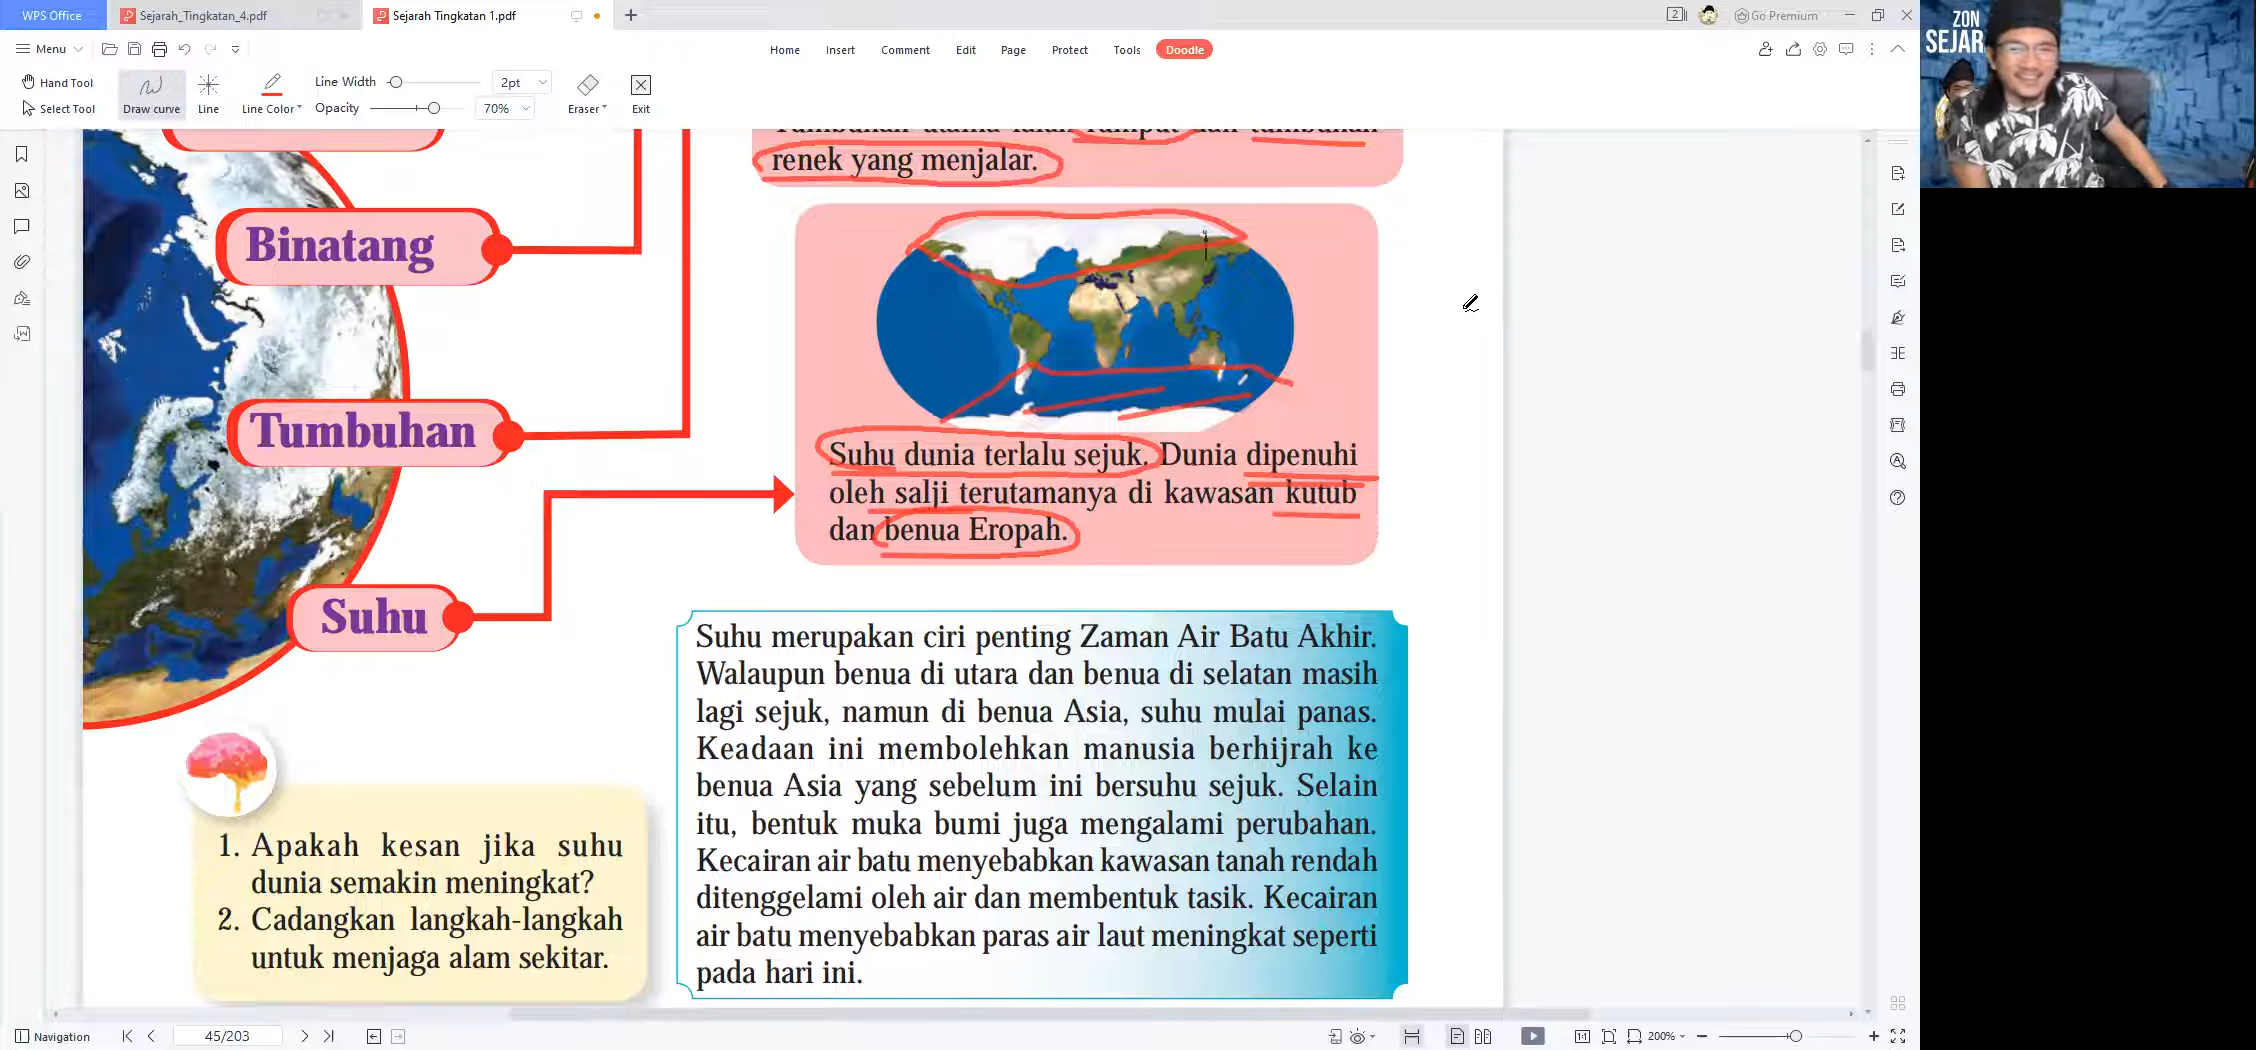 WPS Office
Sejarah_Tingkatan_4.pdf
Sejarah Tingkatan 1.pdf
2
Go Premium
Menu
Home
Insert
Comment
Edit
Page
Protect
Tools
Doodle
Hand Tool
Select Tool
Draw curve
Line
Line Color
Line Width
2pt
Opacity
70%
Eraser
Exit
ZON
SEJAR
renek yang menjalar.
Binatang
Tumbuhan
Suhu dunia terlalu sejuk. Dunia dipenuhi
oleh salji terutamanya di kawasan kutub
dan benua Eropah.
Suhu
Suhu merupakan ciri penting Zaman Air Batu Akhir.
Walaupun benua di utara dan benua di selatan masih
lagi sejuk, namun di benua Asia, suhu mulai panas.
Keadaan ini membolehkan manusia berhijrah ke
benua Asia yang sebelum ini bersuhu sejuk. Selain
itu, bentuk muka bumi juga mengalami perubahan.
Kecairan air batu menyebabkan kawasan tanah rendah
ditenggelami oleh air dan membentuk tasik. Kecairan
air batu menyebabkan paras air laut meningkat seperti
pada hari ini.
1. Apakah kesan jika suhu
dunia semakin meningkat?
2. Cadangkan langkah-langkah
untuk menjaga alam sekitar.
Navigation
45/203
1:1
200%